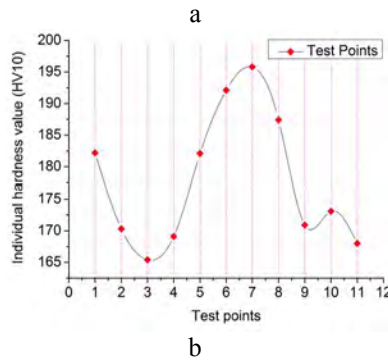 a
200
195
190
185
180
175
170
165
Individual hardness value (HV10)
Test Points
0 1 2 3 4 5 6 7 8 9 10 11 12
Test points
b